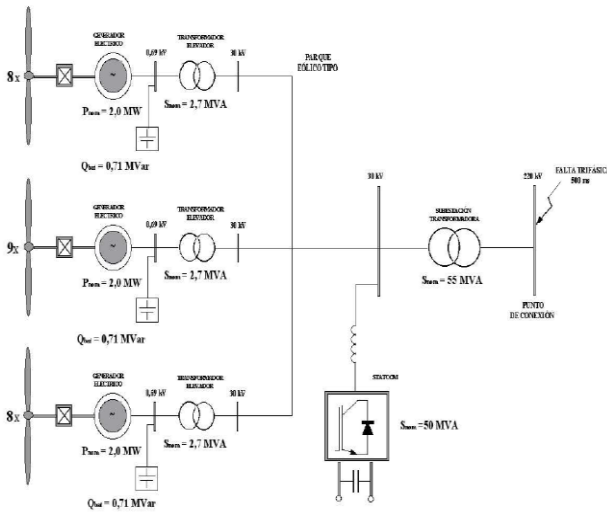 GENERADOR
ELECTRICO
0,69 kV
TRANSFORMADOR
ELEVADOR
30 kV
8x
Pnom = 2,0 MW
Snom = 2,7 MVA
Qbat = 0,71 MVar
PARQUE
EÓLICO TIPO
GENERADOR
ELECTRICO
0,69 kV
TRANSFORMADOR
ELEVADOR
30 kV
9x
Pnom = 2,0 MW
Snom = 2,7 MVA
Qbat = 0,71 MVar
GENERADOR
ELECTRICO
0,69 kV
TRANSFORMADOR
ELEVADOR
30 kV
8x
Pnom = 2,0 MW
Snom = 2,7 MVA
Qbat = 0,71 MVar
30 kV
SUBESTACIÓN
TRANSFORMADORA
Snom = 55 MVA
220 kV
FALTA TRIFÁSIC
500 ms
PUNTO
DE CONEXIÓN
STATCOM
Snom =50 MVA